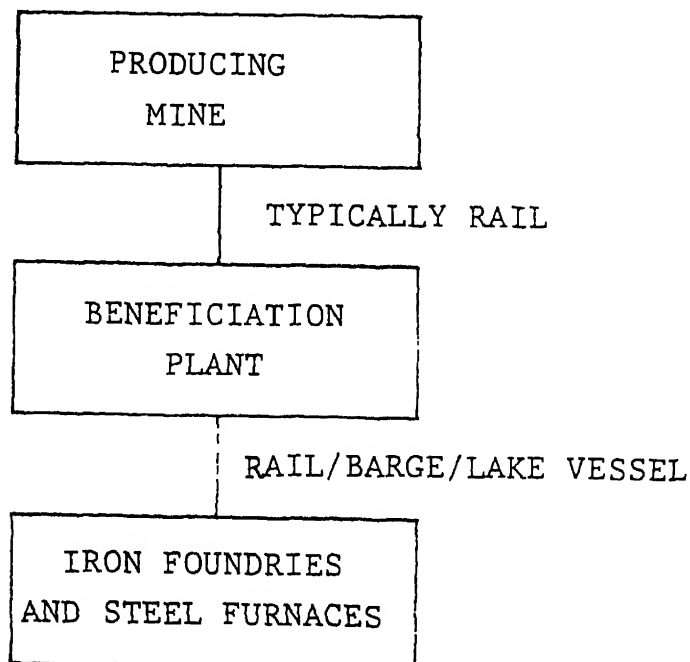 PRODUCING
MINE
TYPICALLY RAIL
BENEFICIATION
PLANT
RAIL/BARGE/LAKE VESSEL
IRON FOUNDRIES
AND STEEL FURNACES